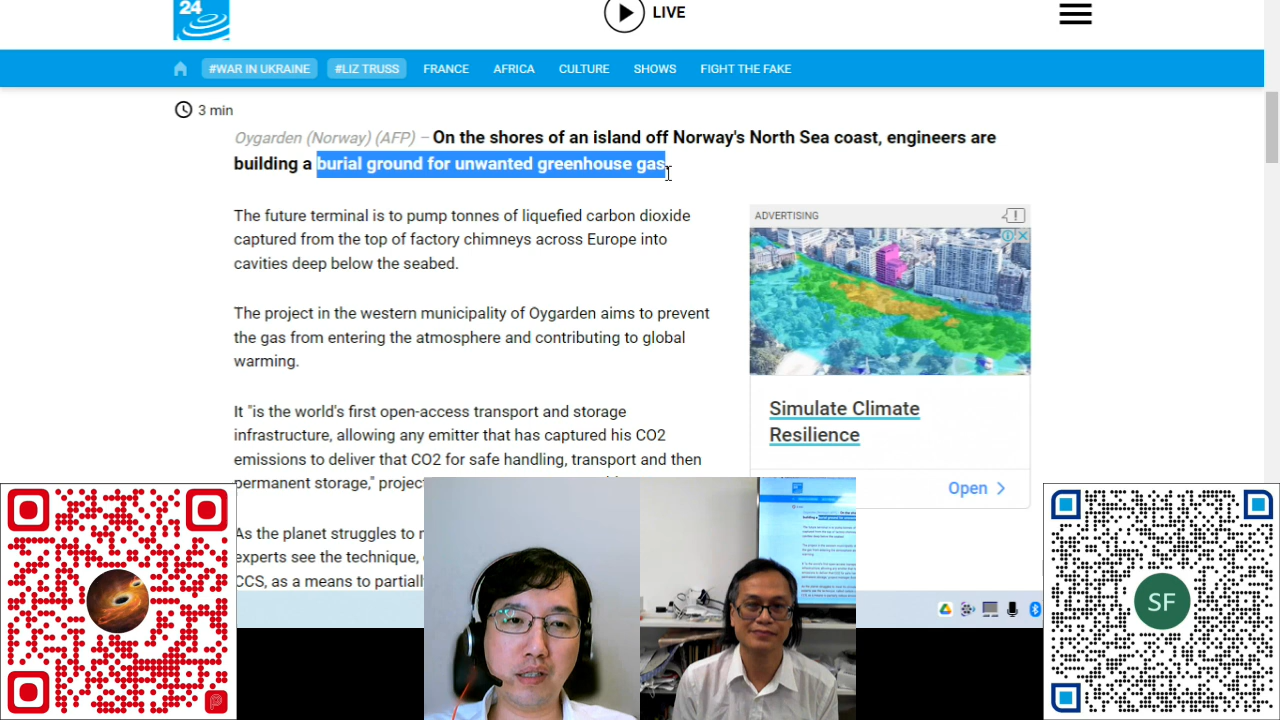 24
LIVE
#WAR IN UKRAINE
#LIZ TRUSS
FRANCE
AFRICA
CULTURE
SHOWS
FIGHT THE FAKE
3 min
Oygarden (Norway) (AFP) – On the shores of an island off Norway's North Sea coast, engineers are
building a burial ground for unwanted greenhouse gas.
The future terminal is to pump tonnes of liquefied carbon dioxide
captured from the top of factory chimneys across Europe into
cavities deep below the seabed.
The project in the western municipality of Oygarden aims to prevent
the gas from entering the atmosphere and contributing to global
warming.
It "is the world's first open-access transport and storage
infrastructure, allowing any emitter that has captured his CO2
emissions to deliver that CO2 for safe handling, transport and then
permanent storage," project
As the planet struggles to
experts see the technique,
CCS, as a means to partially
ADVERTISING
Simulate Climate
Resilience
Open
SF